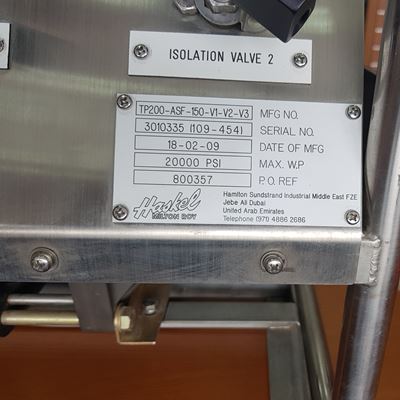 ISOLATION VALVE 2
TP200-ASF-150-V1-V2-V3 MFG NO.
3010335 (109-454) SERIAL NO.
18-02-09 DATE OF MFG
20000 PSI MAX. W.P
800357 P.O. REF
Haskel
MILTON ROY
Hamilton Sundstrand Industrial Middle East FZE
Jebe Ali Dubai
United Arab Emirates
Telephone (971) 4886 2686